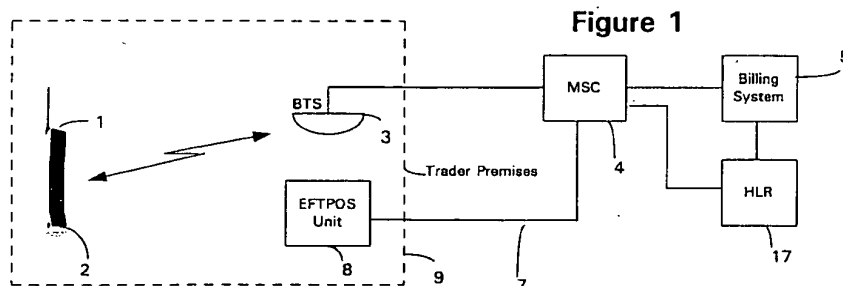 Figure 1
5
Billing
System
MSC
BTS
1
3
4
Trader Premises
EFTPOS
Unit
HLR
2
8
9
7
17